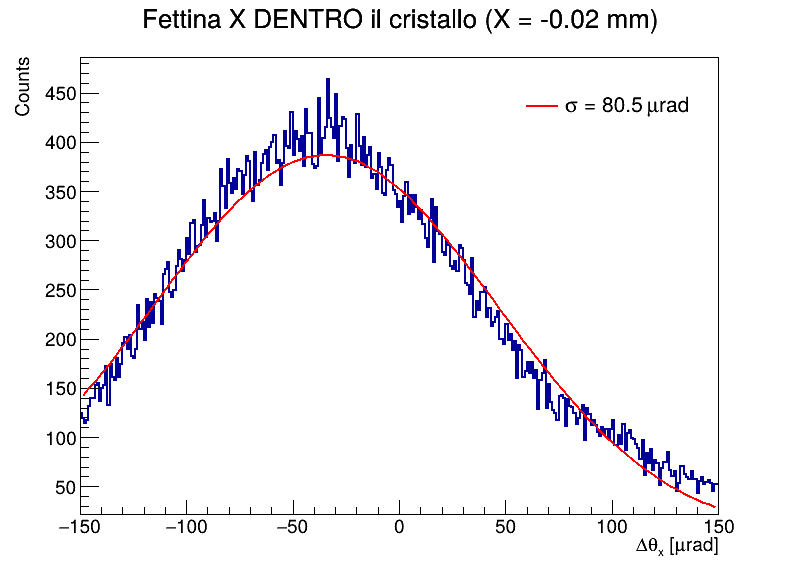 Fettina X DENTRO il cristallo (X = -0.02 mm)
Counts
σ = 80.5 μrad
450
400
350
300
250
200
150
100
50
−150 −100 −50 0 50 100 150
Δθx [μrad]